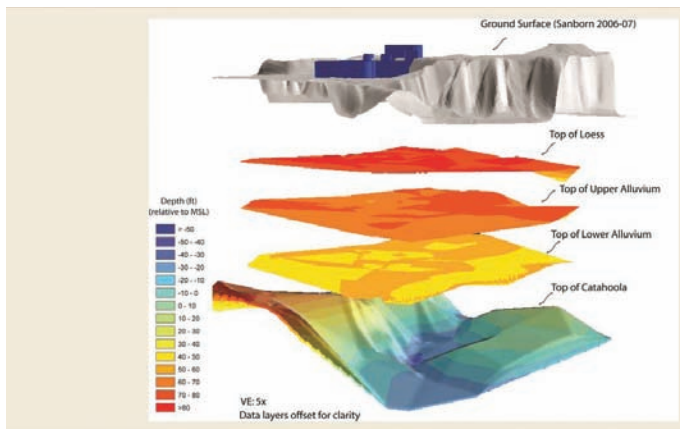 Ground Surface (Sanborn 2006-07)
Top of Loess
Top of Upper Alluvium
Top of Lower Alluvium
Top of Catahoola
Depth (ft)
(relative to MSL)
-50 - -40
-40 - -30
-30 - -20
-20 - -10
-10 - 0
0 - 10
10 - 20
20 - 30
30 - 40
40 - 50
50 - 60
60 - 70
70 - 80
>80
VE: 5x
Data layers offset for clarity